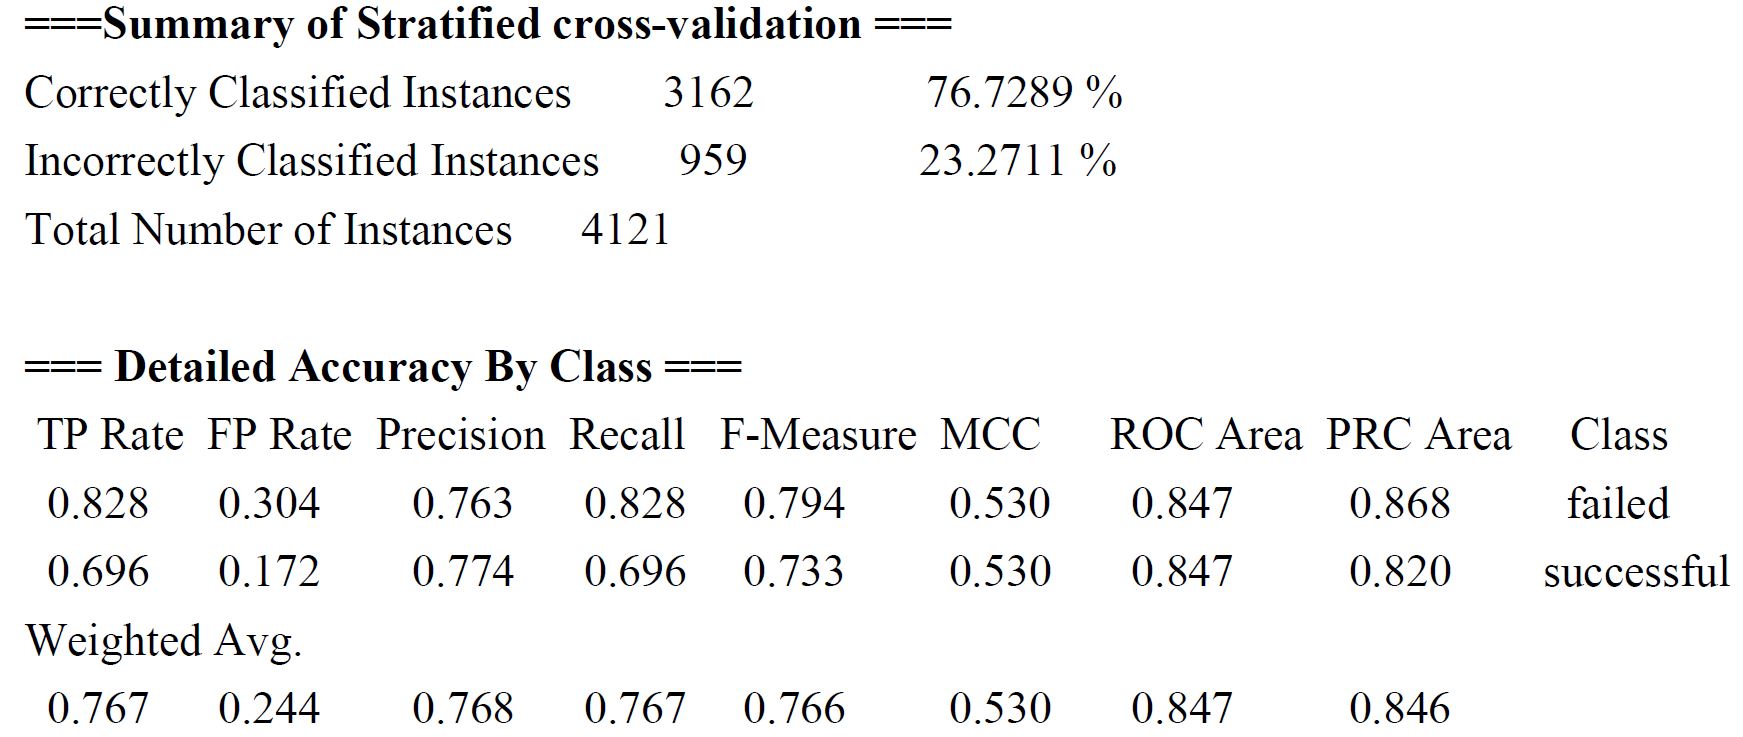 ===Summary of Stratified cross-validation ===
Correctly Classified Instances 3162 76.7289 %
Incorrectly Classified Instances 959 23.2711 %
Total Number of Instances 4121
=== Detailed Accuracy By Class ===
TP Rate FP Rate Precision Recall F-Measure MCC ROC Area PRC Area Class
0.828 0.304 0.763 0.828 0.794 0.530 0.847 0.868 failed
0.696 0.172 0.774 0.696 0.733 0.530 0.847 0.820 successful
Weighted Avg.
0.767 0.244 0.768 0.767 0.766 0.530 0.847 0.846